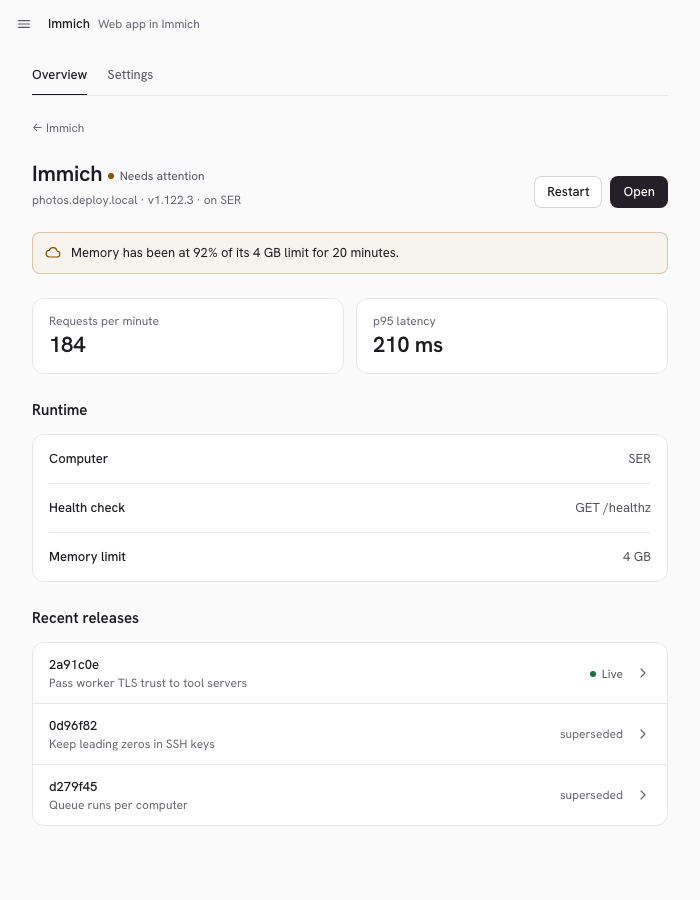 Immich Web app in Immich
Overview Settings
← Immich
Immich Needs attention
photos.deploy.local · v1.122.3 · on SER
Restart Open
Memory has been at 92% of its 4 GB limit for 20 minutes.
Requests per minute
184
p95 latency
210 ms
Runtime
Computer SER
Health check GET /healthz
Memory limit 4 GB
Recent releases
2a91c0e
Pass worker TLS trust to tool servers
Live
0d96f82
Keep leading zeros in SSH keys
superseded
d279f45
Queue runs per computer
superseded